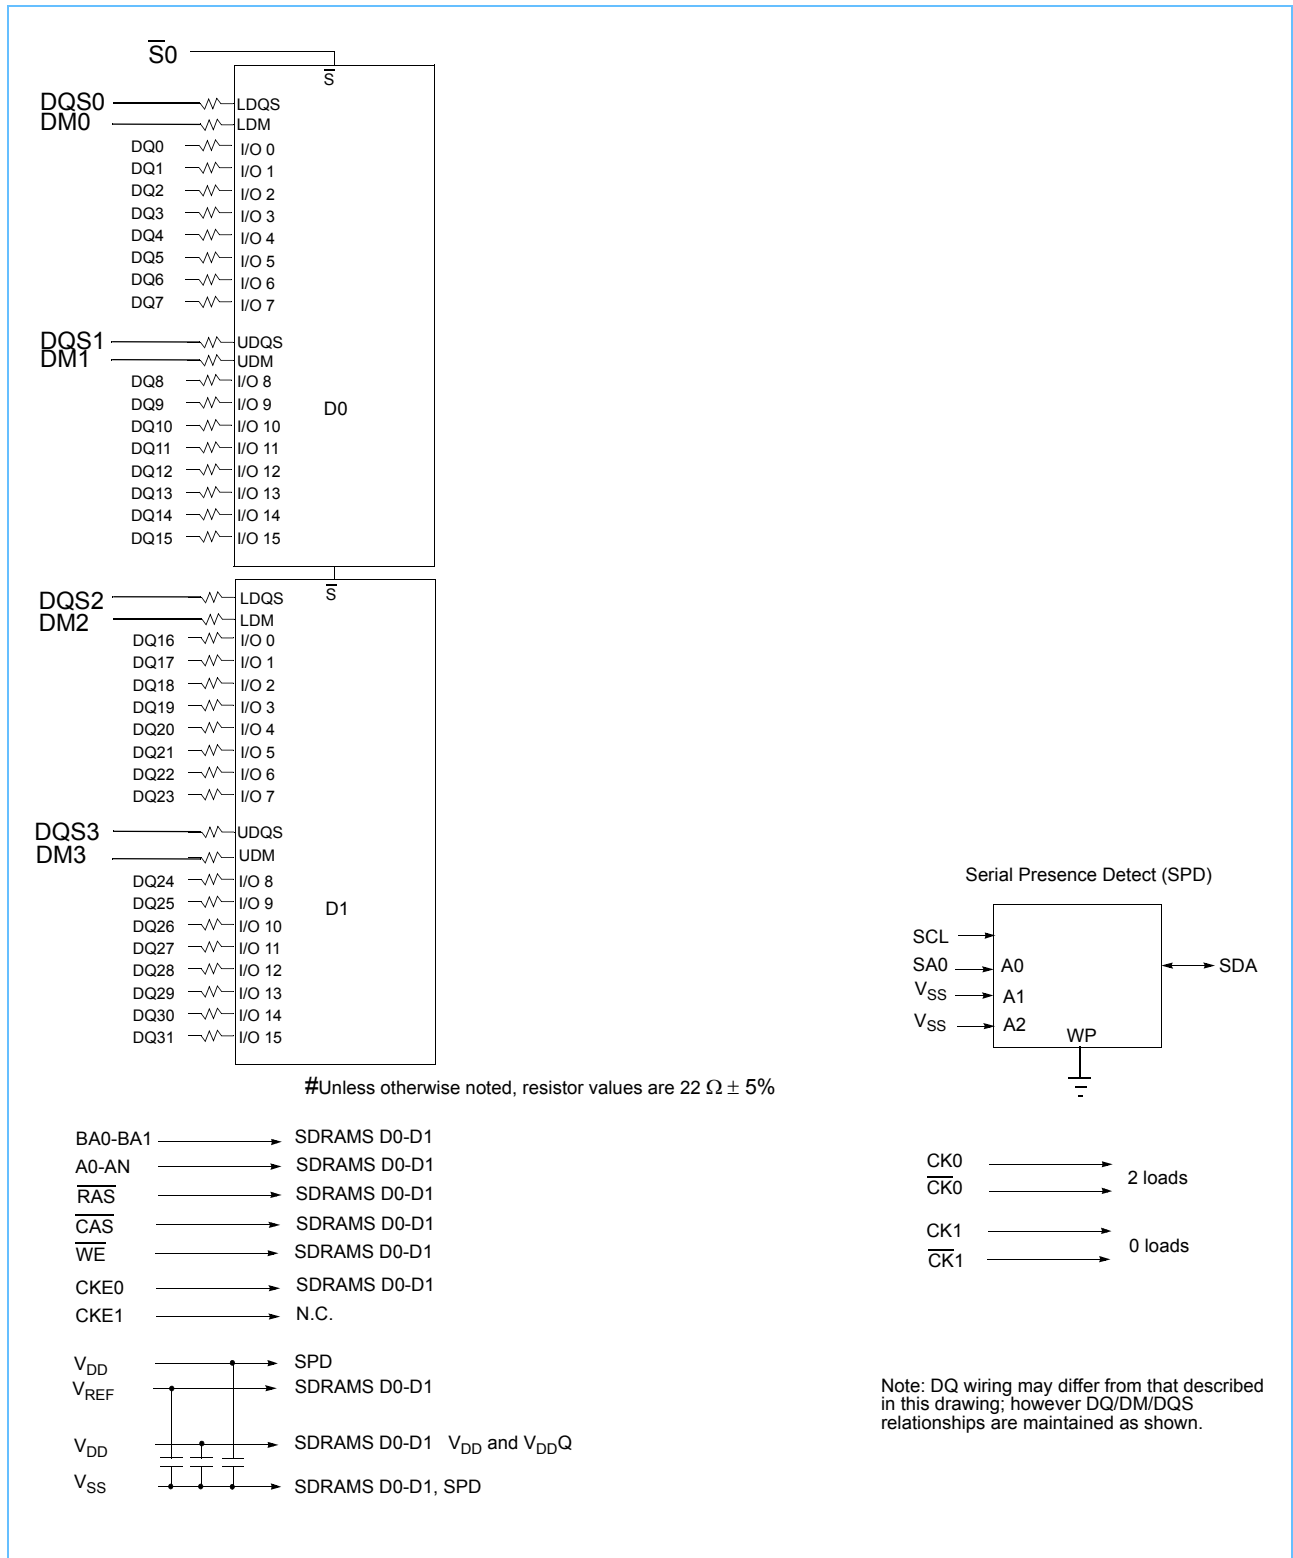 S̅0
S̅
DQS0 LDQS
DM0 LDM
DQ0 I/O 0
DQ1 I/O 1
DQ2 I/O 2
DQ3 I/O 3
DQ4 I/O 4
DQ5 I/O 5
DQ6 I/O 6
DQ7 I/O 7
DQS1 UDQS
DM1 UDM
DQ8 I/O 8
DQ9 I/O 9
D0
DQ10 I/O 10
DQ11 I/O 11
DQ12 I/O 12
DQ13 I/O 13
DQ14 I/O 14
DQ15 I/O 15
S̅
DQS2 LDQS
DM2 LDM
DQ16 I/O 0
DQ17 I/O 1
DQ18 I/O 2
DQ19 I/O 3
DQ20 I/O 4
DQ21 I/O 5
DQ22 I/O 6
DQ23 I/O 7
DQS3 UDQS
DM3 UDM
DQ24 I/O 8
DQ25 I/O 9
D1
DQ26 I/O 10
DQ27 I/O 11
DQ28 I/O 12
DQ29 I/O 13
DQ30 I/O 14
DQ31 I/O 15
Serial Presence Detect (SPD)
SCL
SA0 A0 SDA
VSS A1
VSS A2
WP
#Unless otherwise noted, resistor values are 22 Ω ± 5%
BA0-BA1 SDRAMS D0-D1
A0-AN SDRAMS D0-D1
R̅A̅S̅ SDRAMS D0-D1
C̅A̅S̅ SDRAMS D0-D1
W̅E̅ SDRAMS D0-D1
CKE0 SDRAMS D0-D1
CKE1 N.C.
VDD SPD
VREF SDRAMS D0-D1
VDD SDRAMS D0-D1 VDD and VDDQ
VSS SDRAMS D0-D1, SPD
CK0
C̅K̅0 2 loads
CK1
C̅K̅1 0 loads
Note: DQ wiring may differ from that described
in this drawing; however DQ/DM/DQS
relationships are maintained as shown.